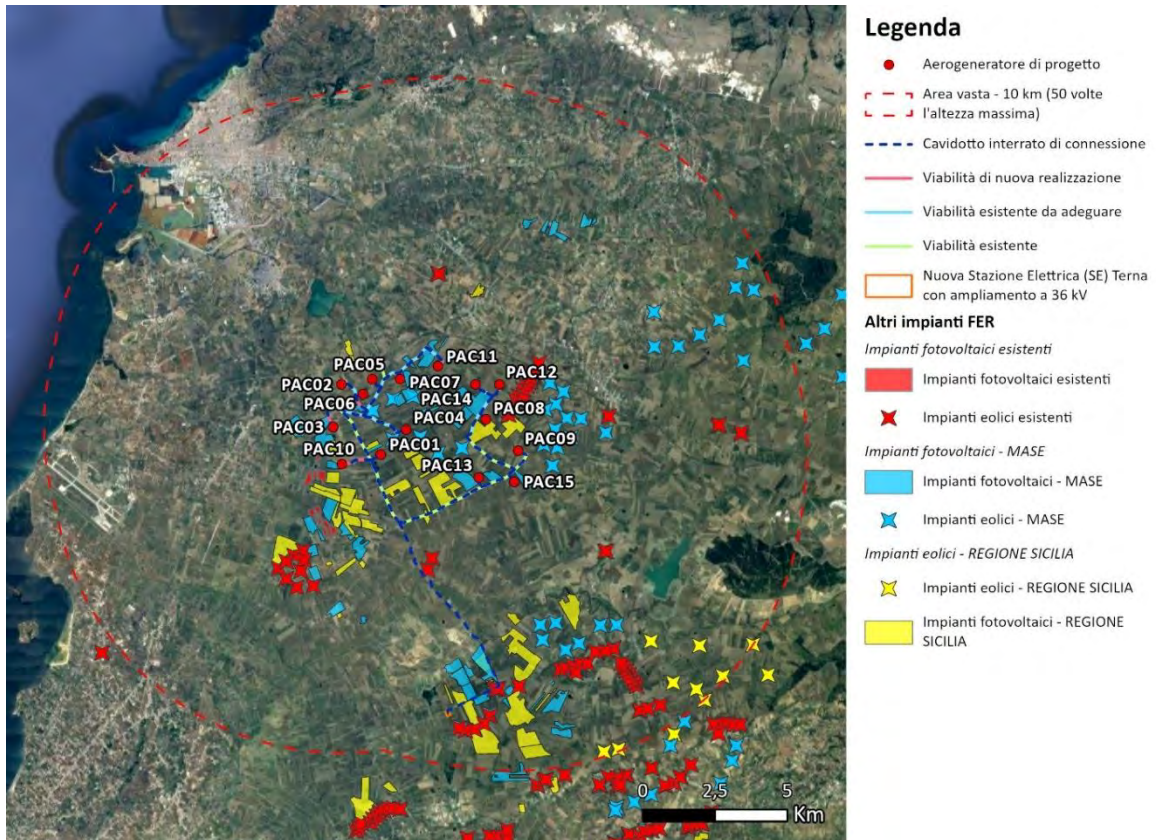 PAC11
PAC05
PAC02
PAC07
PAC12
PAC06
PAC14
PAC04
PAC08
PAC03
PAC10
PAC01
PAC09
PAC13
PAC15
0
2,5
5
Km
Legenda
Aerogeneratore di progetto
Area vasta - 10 km (50 volte
l'altezza massima)
Cavidotto interrato di connessione
Viabilità di nuova realizzazione
Viabilità esistente da adeguare
Viabilità esistente
Nuova Stazione Elettrica (SE) Terna
con ampliamento a 36 kV
Altri impianti FER
Impianti fotovoltaici esistenti
Impianti fotovoltaici esistenti
Impianti eolici esistenti
Impianti fotovoltaici - MASE
Impianti fotovoltaici - MASE
Impianti eolici - MASE
Impianti eolici - REGIONE SICILIA
Impianti eolici - REGIONE SICILIA
Impianti fotovoltaici - REGIONE
SICILIA